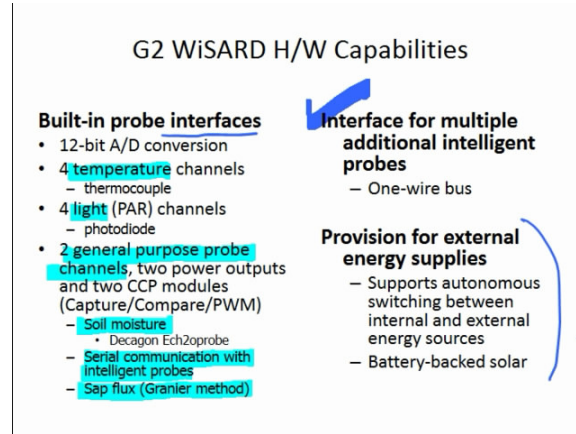 G2 WiSARD H/W Capabilities
Built-in probe interfaces
• 12-bit A/D conversion
• 4 temperature channels
– thermocouple
• 4 light (PAR) channels
– photodiode
• 2 general purpose probe
channels, two power outputs
and two CCP modules
(Capture/Compare/PWM)
– Soil moisture
• Decagon Ech2oprobe
– Serial communication with
intelligent probes
– Sap flux (Granier method)
Interface for multiple
additional intelligent
probes
– One-wire bus
Provision for external
energy supplies
– Supports autonomous
switching between
internal and external
energy sources
– Battery-backed solar